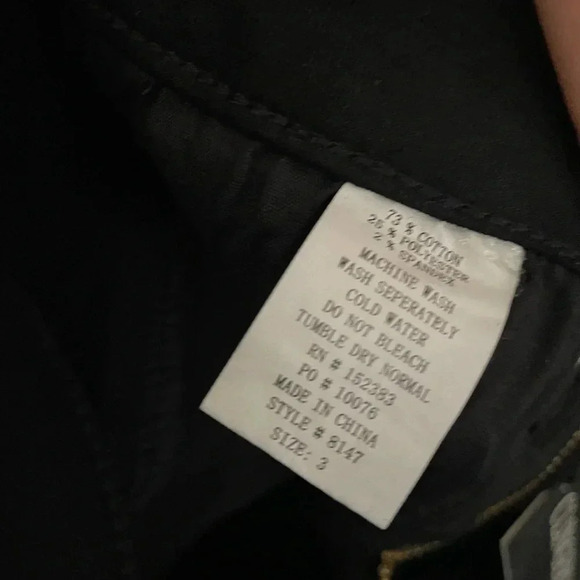 73 % COTTON
25 % POLYESTER
2 % SPANDEX
MACHINE WASH
WASH SEPERATELY
COLD WATER
DO NOT BLEACH
TUMBLE DRY NORMAL
RN # 152383
PO # 10076
MADE IN CHINA
STYLE # 8147
SIZE: 3